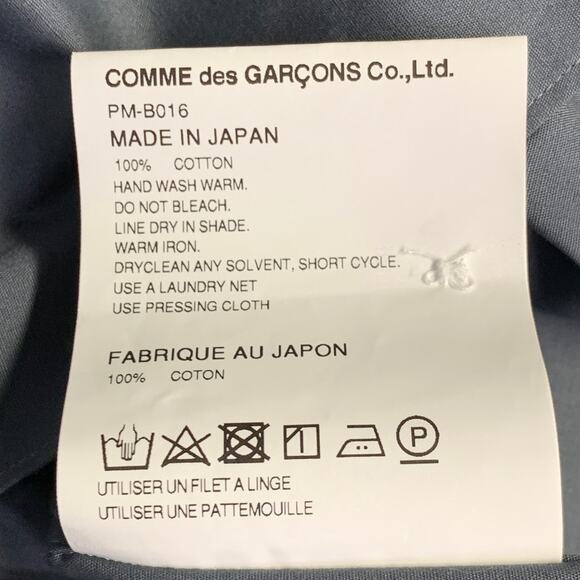 COMME des GARÇONS Co.,Ltd.
PM-B016
MADE IN JAPAN
100% COTTON
HAND WASH WARM.
DO NOT BLEACH.
LINE DRY IN SHADE.
WARM IRON.
DRYCLEAN ANY SOLVENT, SHORT CYCLE.
USE A LAUNDRY NET
USE PRESSING CLOTH
FABRIQUE AU JAPON
100% COTON
P
UTILISER UN FILET A LINGE
UTILISER UNE PATTEMOUILLE